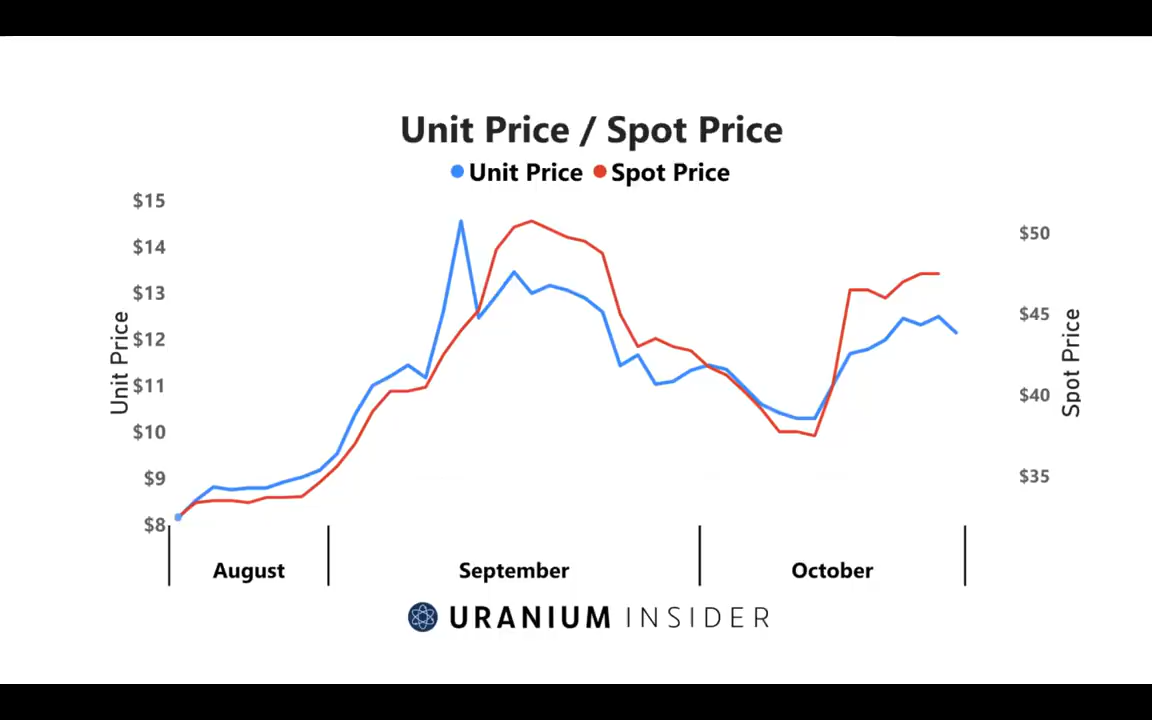 Unit Price / Spot Price
Unit Price Spot Price
$15
$14
$13
$12
$11
$10
$9
$8
Unit Price
$50
$45
$40
$35
Spot Price
August September October
URANIUM INSIDER